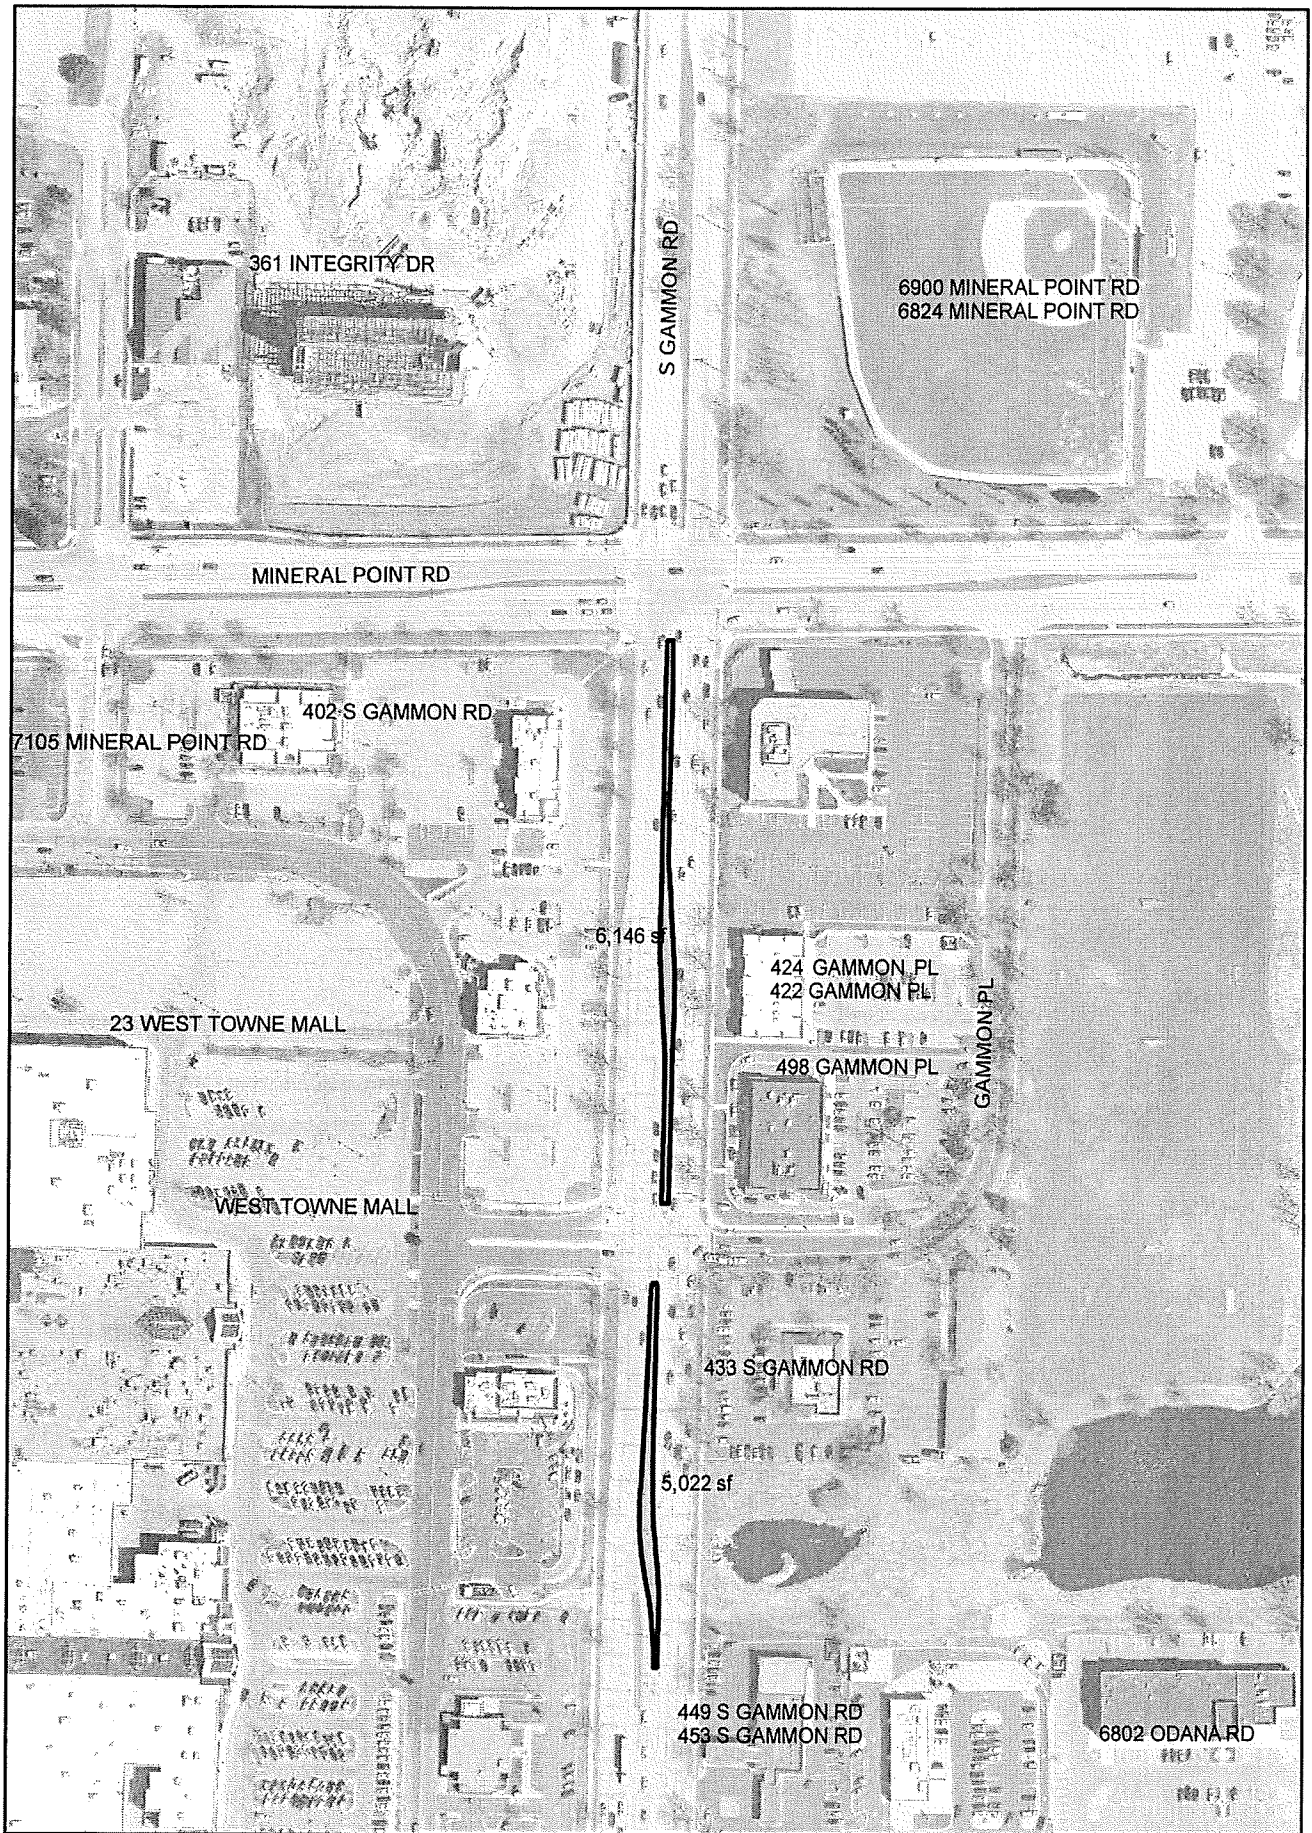 361 INTEGRITY DR
S GAMMON RD
6900 MINERAL POINT RD
6824 MINERAL POINT RD
MINERAL POINT RD
402 S GAMMON RD
7105 MINERAL POINT RD
6,146 sf
424 GAMMON PL
422 GAMMON PL
GAMMON PL
23 WEST TOWNE MALL
498 GAMMON PL
WEST TOWNE MALL
433 S GAMMON RD
5,022 sf
449 S GAMMON RD
453 S GAMMON RD
6802 ODANA RD